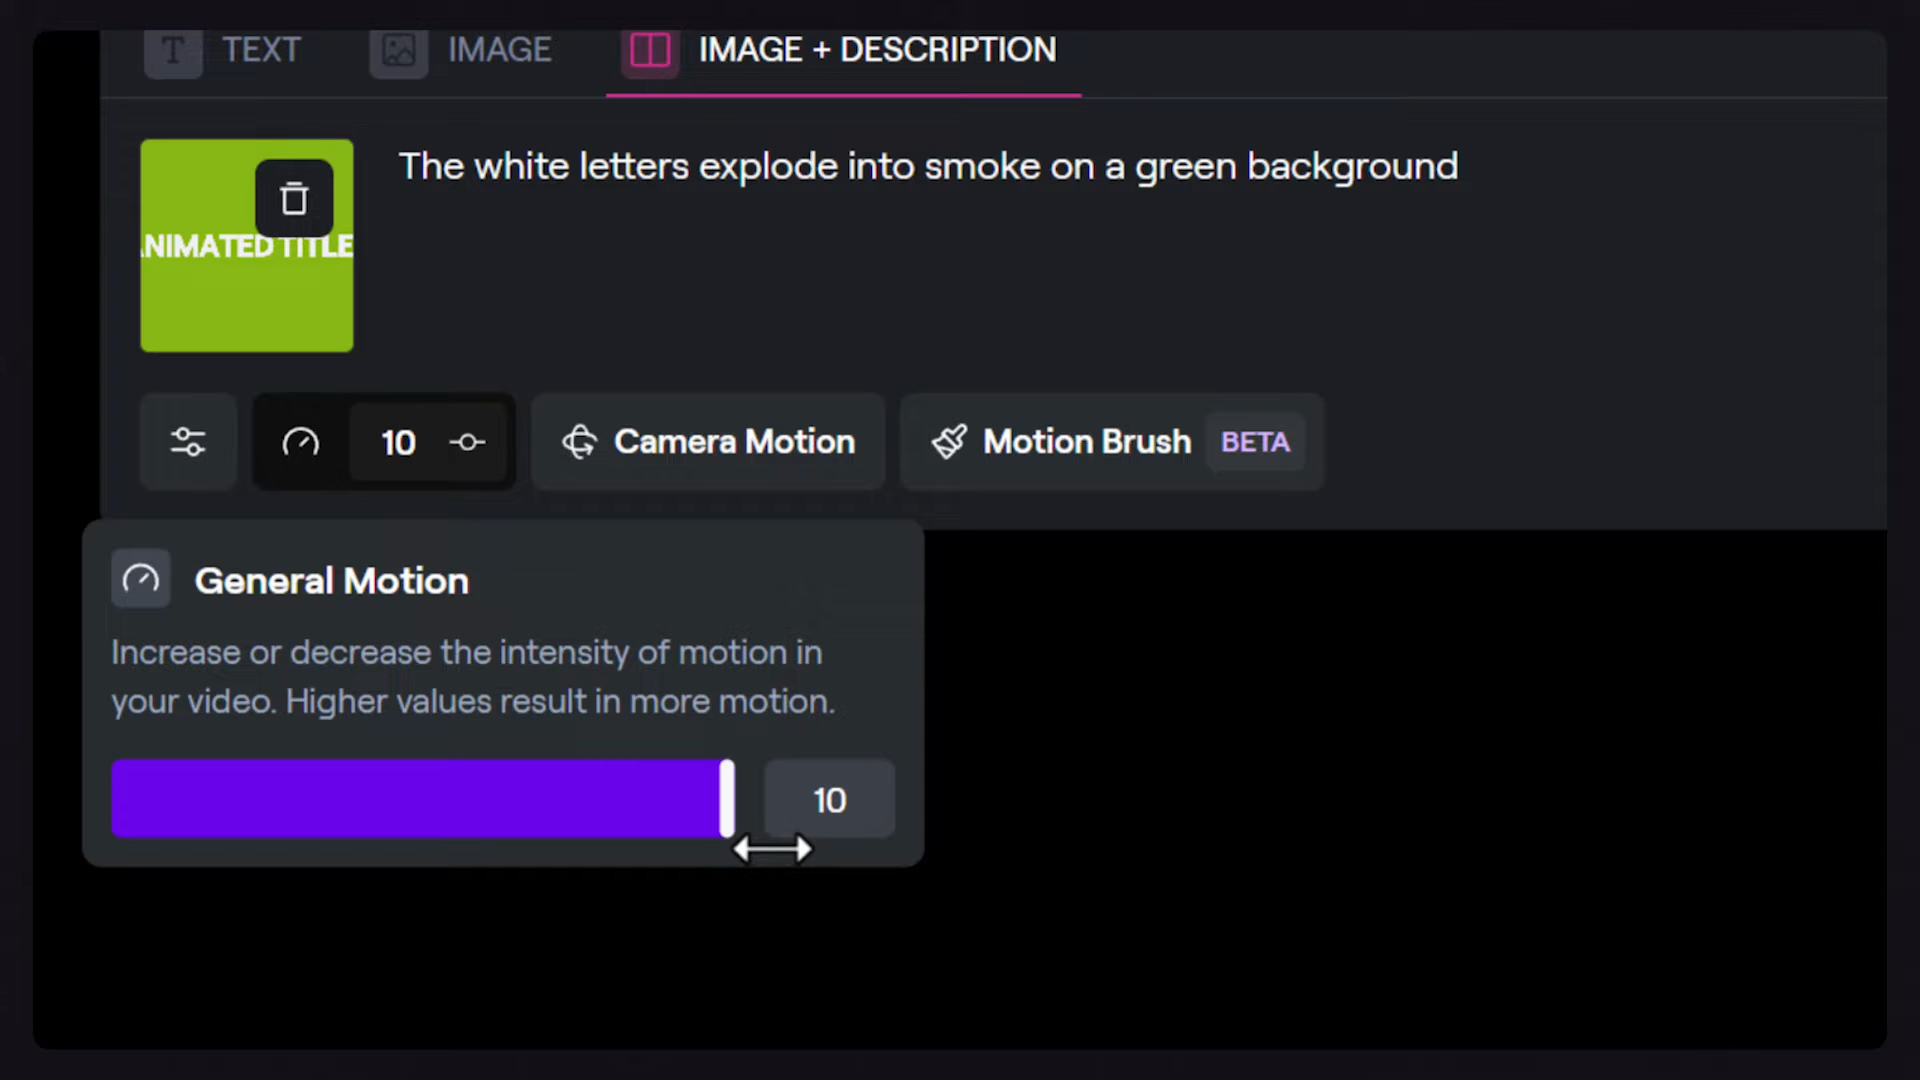 TEXT
IMAGE
IMAGE + DESCRIPTION
The white letters explode into smoke on a green background
NIMATED TITLE
10
Camera Motion
Motion Brush BETA
General Motion
Increase or decrease the intensity of motion in
your video. Higher values result in more motion.
10